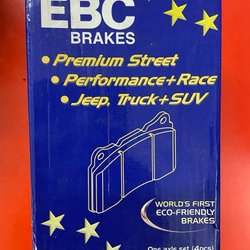 EBC
BRAKES
• Premium Street
• Performance+Race
• Jeep, Truck+SUV
WORLD'S FIRST
ECO-FRIENDLY
BRAKES
One axle set (4pcs)